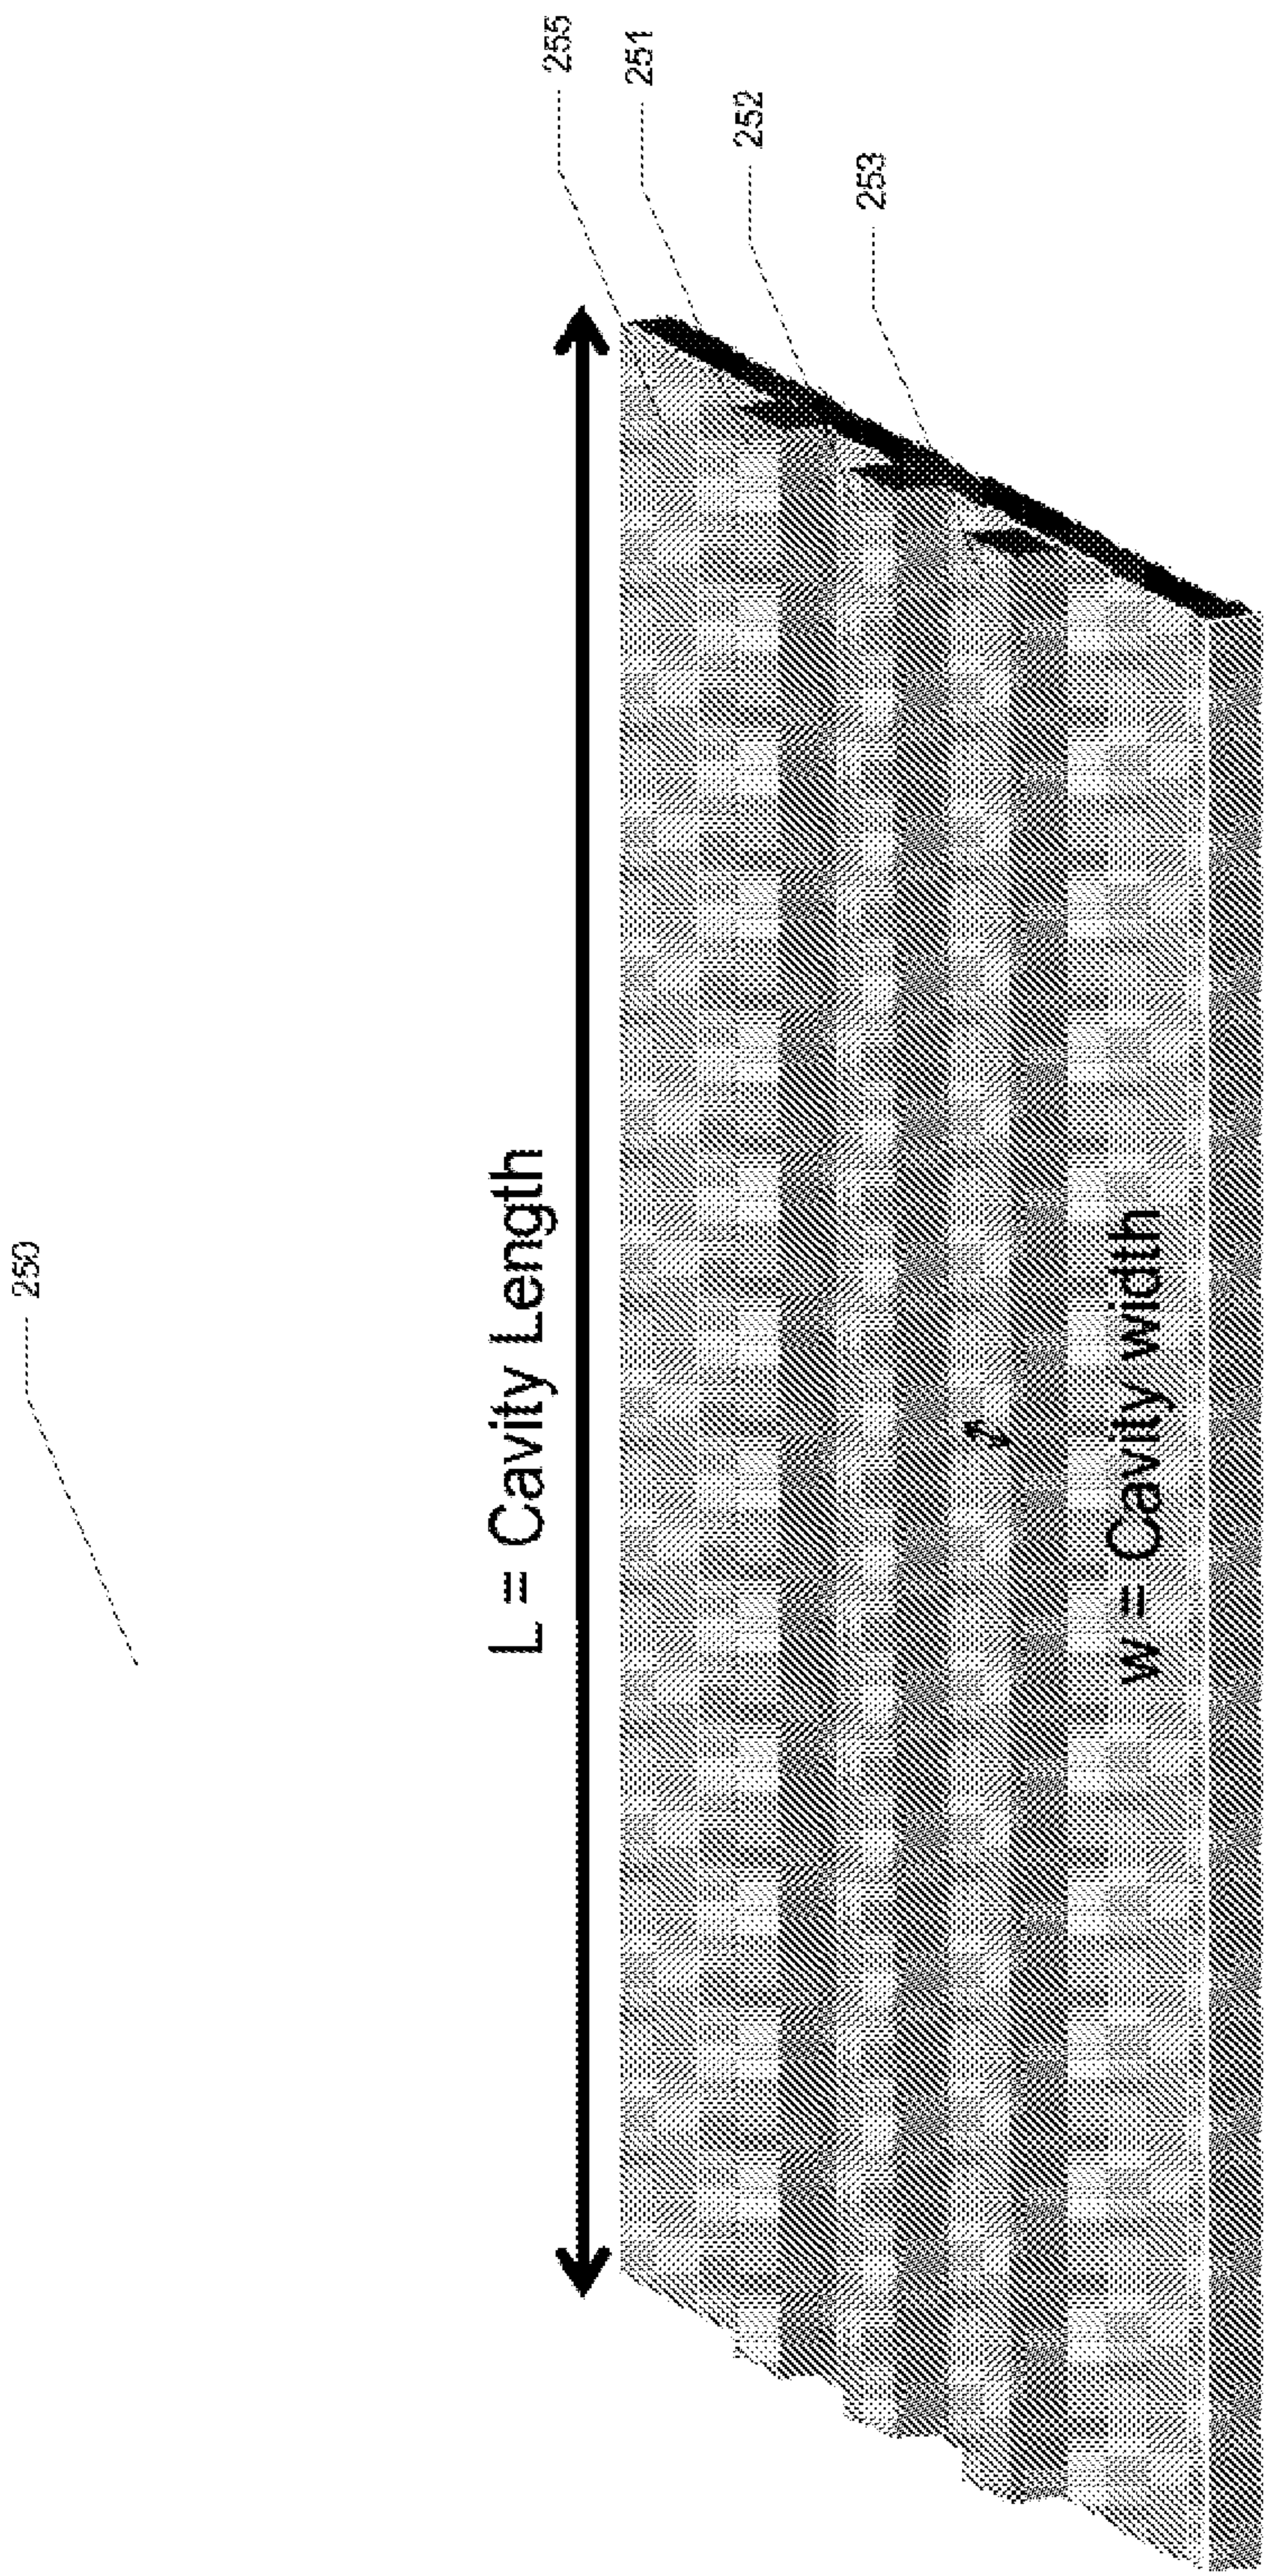 250
L = Cavity Length
255
251
252
253
w = Cavity width